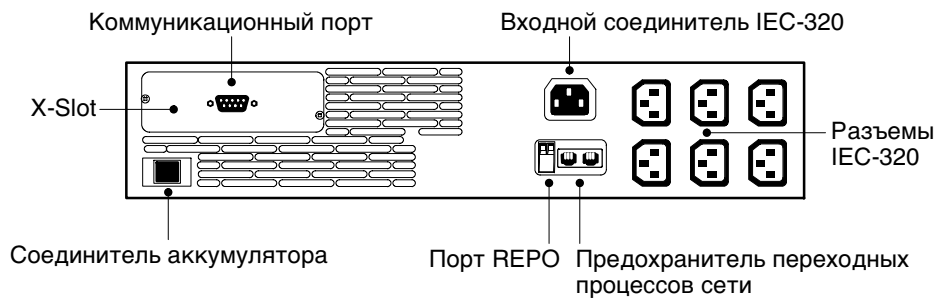 Коммуникационный порт
Входной соединитель IEC-320
X-Slot
Разъемы
IEC-320
Соединитель аккумулятора
Порт REPO
Предохранитель переходных
процессов сети